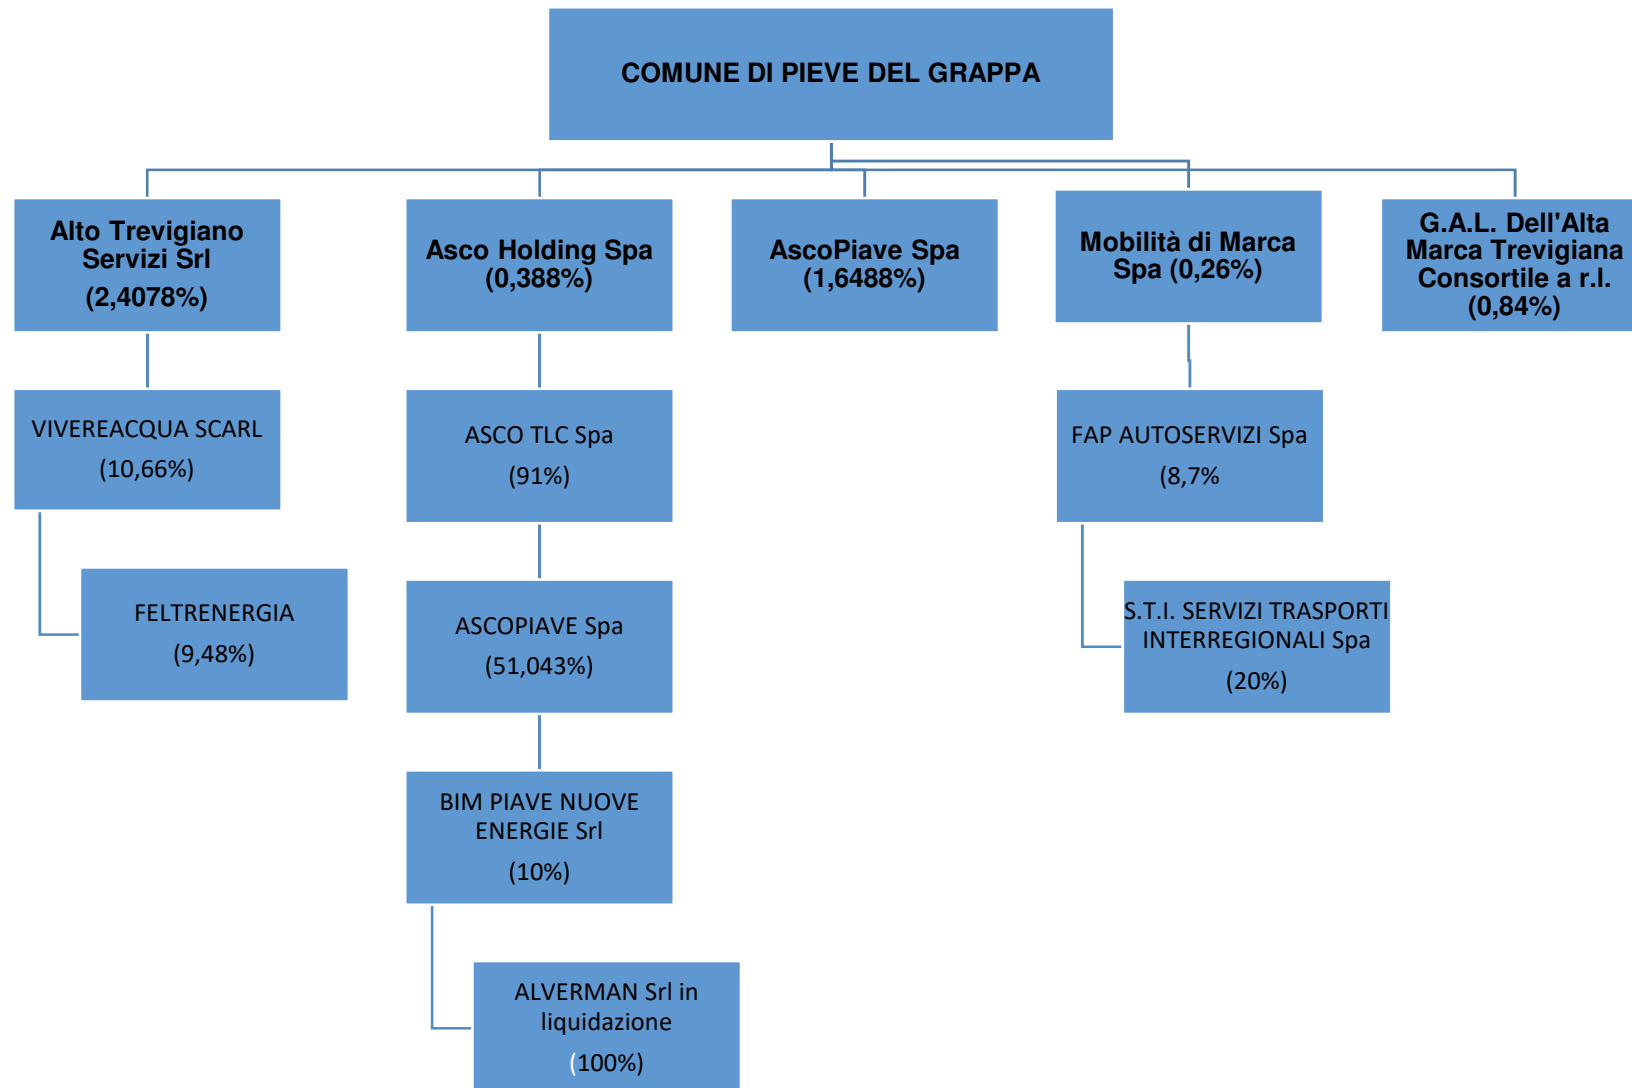 COMUNE DI PIEVE DEL GRAPPA
Alto Trevigiano
Servizi Srl
(2,4078%)
Asco Holding Spa
(0,388%)
AscoPiave Spa
(1,6488%)
Mobilità di Marca
Spa (0,26%)
G.A.L. Dell'Alta
Marca Trevigiana
Consortile a r.l.
(0,84%)
VIVEREACQUA SCARL
(10,66%)
ASCO TLC Spa
(91%)
FAP AUTOSERVIZI Spa
(8,7%
FELTRENERGIA
(9,48%)
ASCOPIAVE Spa
(51,043%)
S.T.I. SERVIZI TRASPORTI
INTERREGIONALI Spa
(20%)
BIM PIAVE NUOVE
ENERGIE Srl
(10%)
ALVERMAN Srl in
liquidazione
(100%)